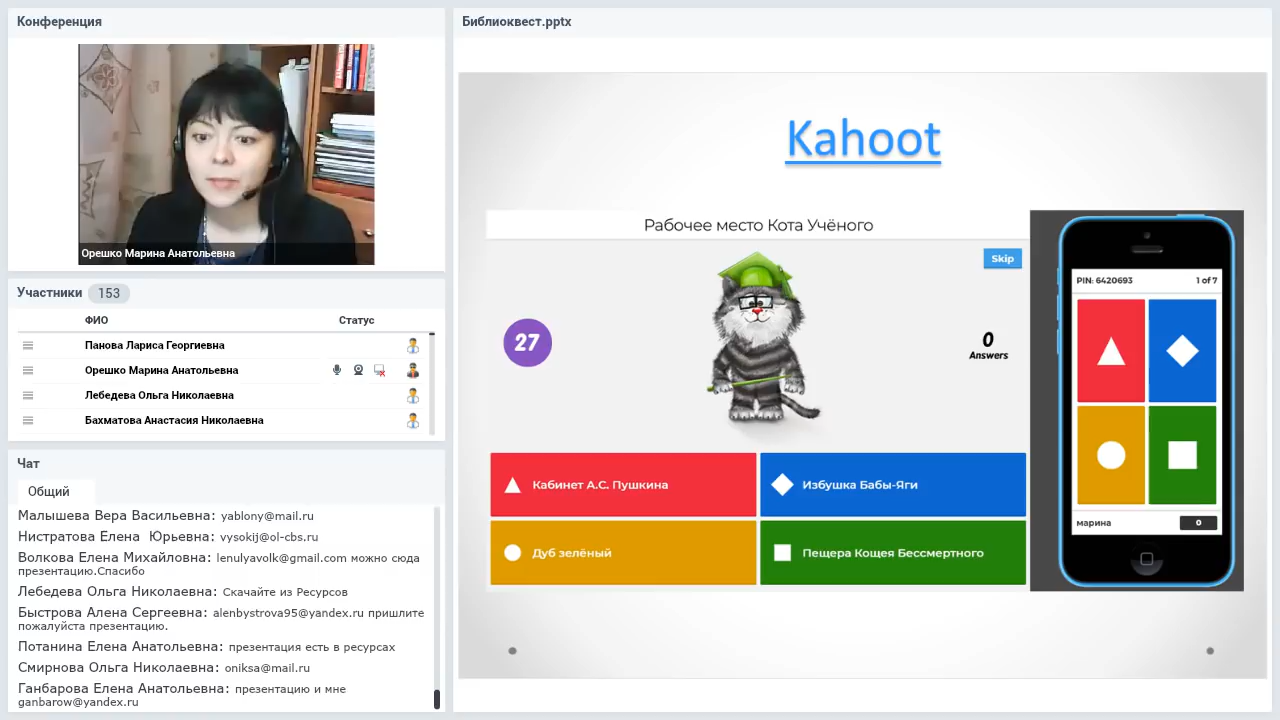 Конференция
Орешко Марина Анатольевна
Участники 153
ФИО Статус
Панова Лариса Георгиевна
Орешко Марина Анатольевна
Лебедева Ольга Николаевна
Бахматова Анастасия Николаевна
Чат
Общий
Малышева Вера Васильевна: yablony@mail.ru
Нистратова Елена Юрьевна: vysokij@ol-cbs.ru
Волкова Елена Михайловна: lenulyavolk@gmail.com можно сюда
презентацию.Спасибо
Лебедева Ольга Николаевна: Скачайте из Ресурсов
Быстрова Алена Сергеевна: alenbystrova95@yandex.ru пришлите
пожалуйста презентацию.
Потанина Елена Анатольевна: презентация есть в ресурсах
Смирнова Ольга Николаевна: oniksa@mail.ru
Ганбарова Елена Анатольевна: презентацию и мне
ganbarow@yandex.ru
Библиоквест.pptx
Kahoot
Рабочее место Кота Учёного
Skip
27
0
Answers
Кабинет А.С. Пушкина
Избушка Бабы-Яги
Дуб зелёный
Пещера Кощея Бессмертного
PIN: 6420693 1 of 7
марина 0